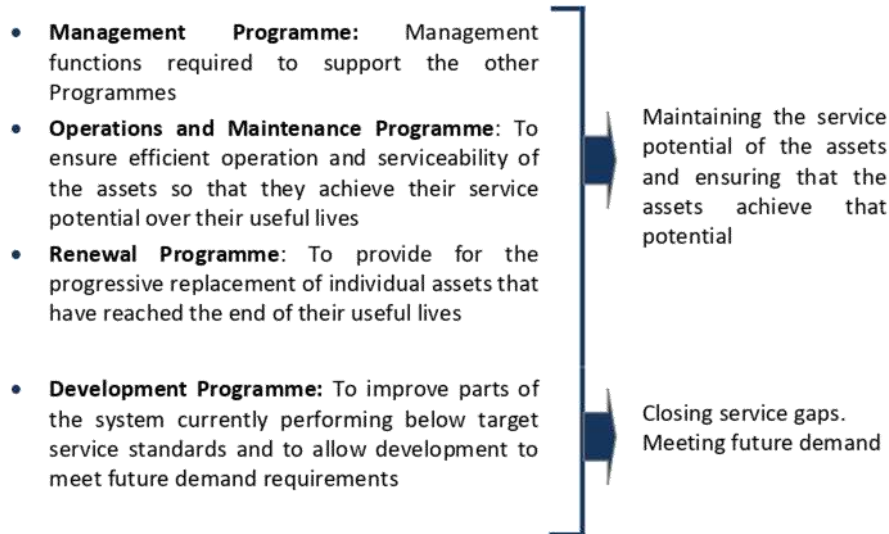 • Management Programme: Management
functions required to support the other
Programmes
• Operations and Maintenance Programme: To
ensure efficient operation and serviceability of
the assets so that they achieve their service
potential over their useful lives
• Renewal Programme: To provide for the
progressive replacement of individual assets that
have reached the end of their useful lives
Maintaining the service
potential of the assets
and ensuring that the
assets achieve that
potential
• Development Programme: To improve parts of
the system currently performing below target
service standards and to allow development to
meet future demand requirements
Closing service gaps.
Meeting future demand